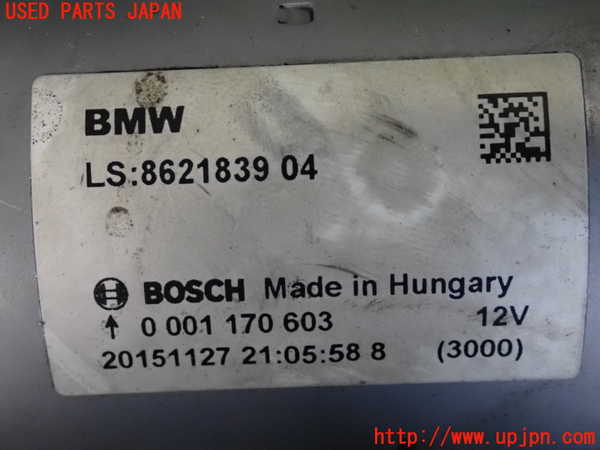 USED PARTS JAPAN
BMW
LS:8621839 04
BOSCH Made in Hungary
↑ 0 001 170 603 12V
20151127 21:05:58 8 (3000)
http://www.upjpn.com/